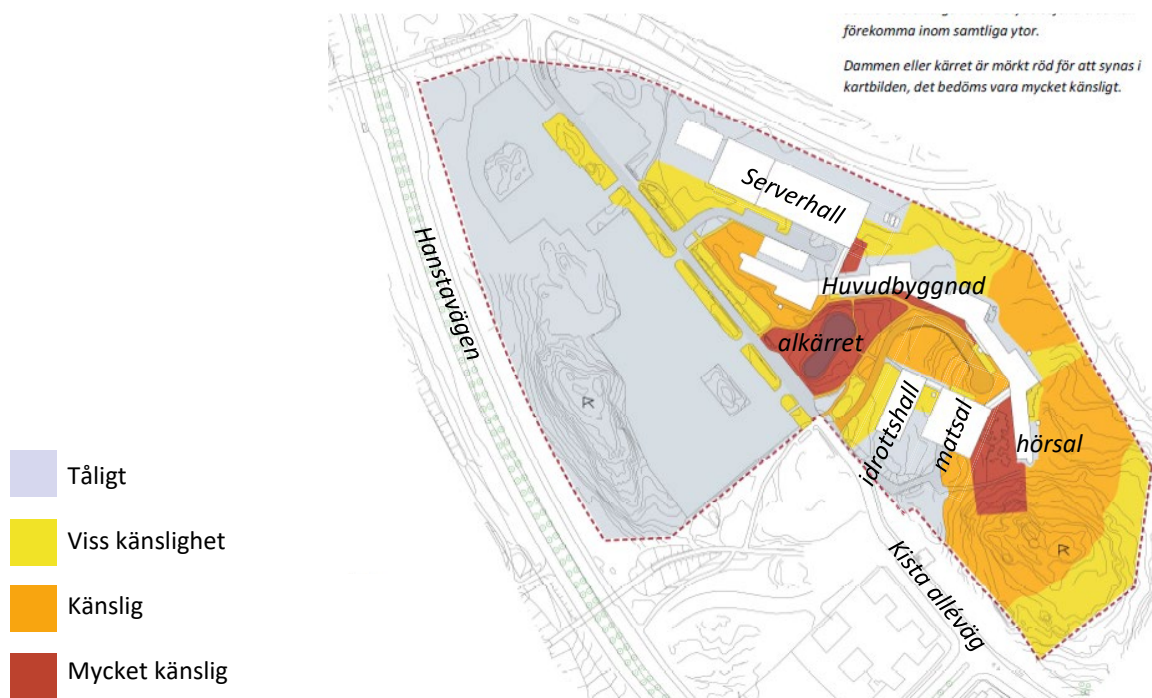 förekomma inom samtliga ytor.
Dammen eller kärret är mörkt röd för att synas i
kartbilden, det bedöms vara mycket känsligt.
Serverhall
Hanstavägen
Huvudbyggnad
alkärret
idrottshall
matsal
hörsal
Kista alléväg
R
R
Tåligt
Viss känslighet
Känslig
Mycket känslig